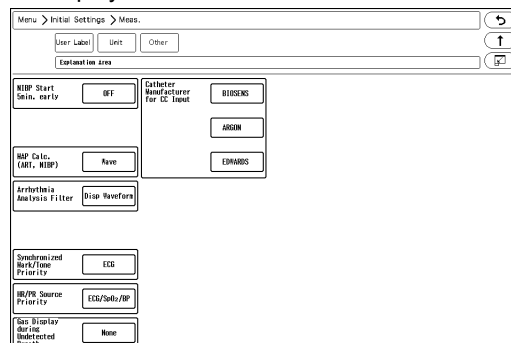 Menu > Initial Settings > Meas.
User Label Unit Other
Explanation Area
NIBP Start
5min. early
OFF
Catheter
Manufacturer
for CC Input
BIOSENS
ARGON
EDWARDS
MAP Calc.
(ART, NIBP)
Wave
Arrhythmia
Analysis Filter
Disp Waveform
Synchronized
Mark/Tone
Priority
ECG
HR/PR Source
Priority
ECG/SpO₂/BP
Gas Display
during
Undetected
None